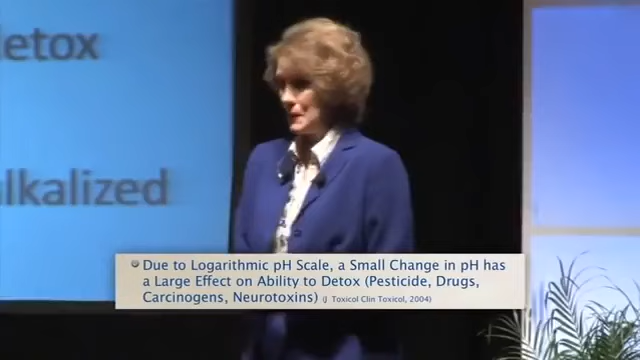 etox
alkalized
Due to Logarithmic pH Scale, a Small Change in pH has
a Large Effect on Ability to Detox (Pesticide, Drugs,
Carcinogens, Neurotoxins) (J Toxicol Clin Toxicol, 2004)